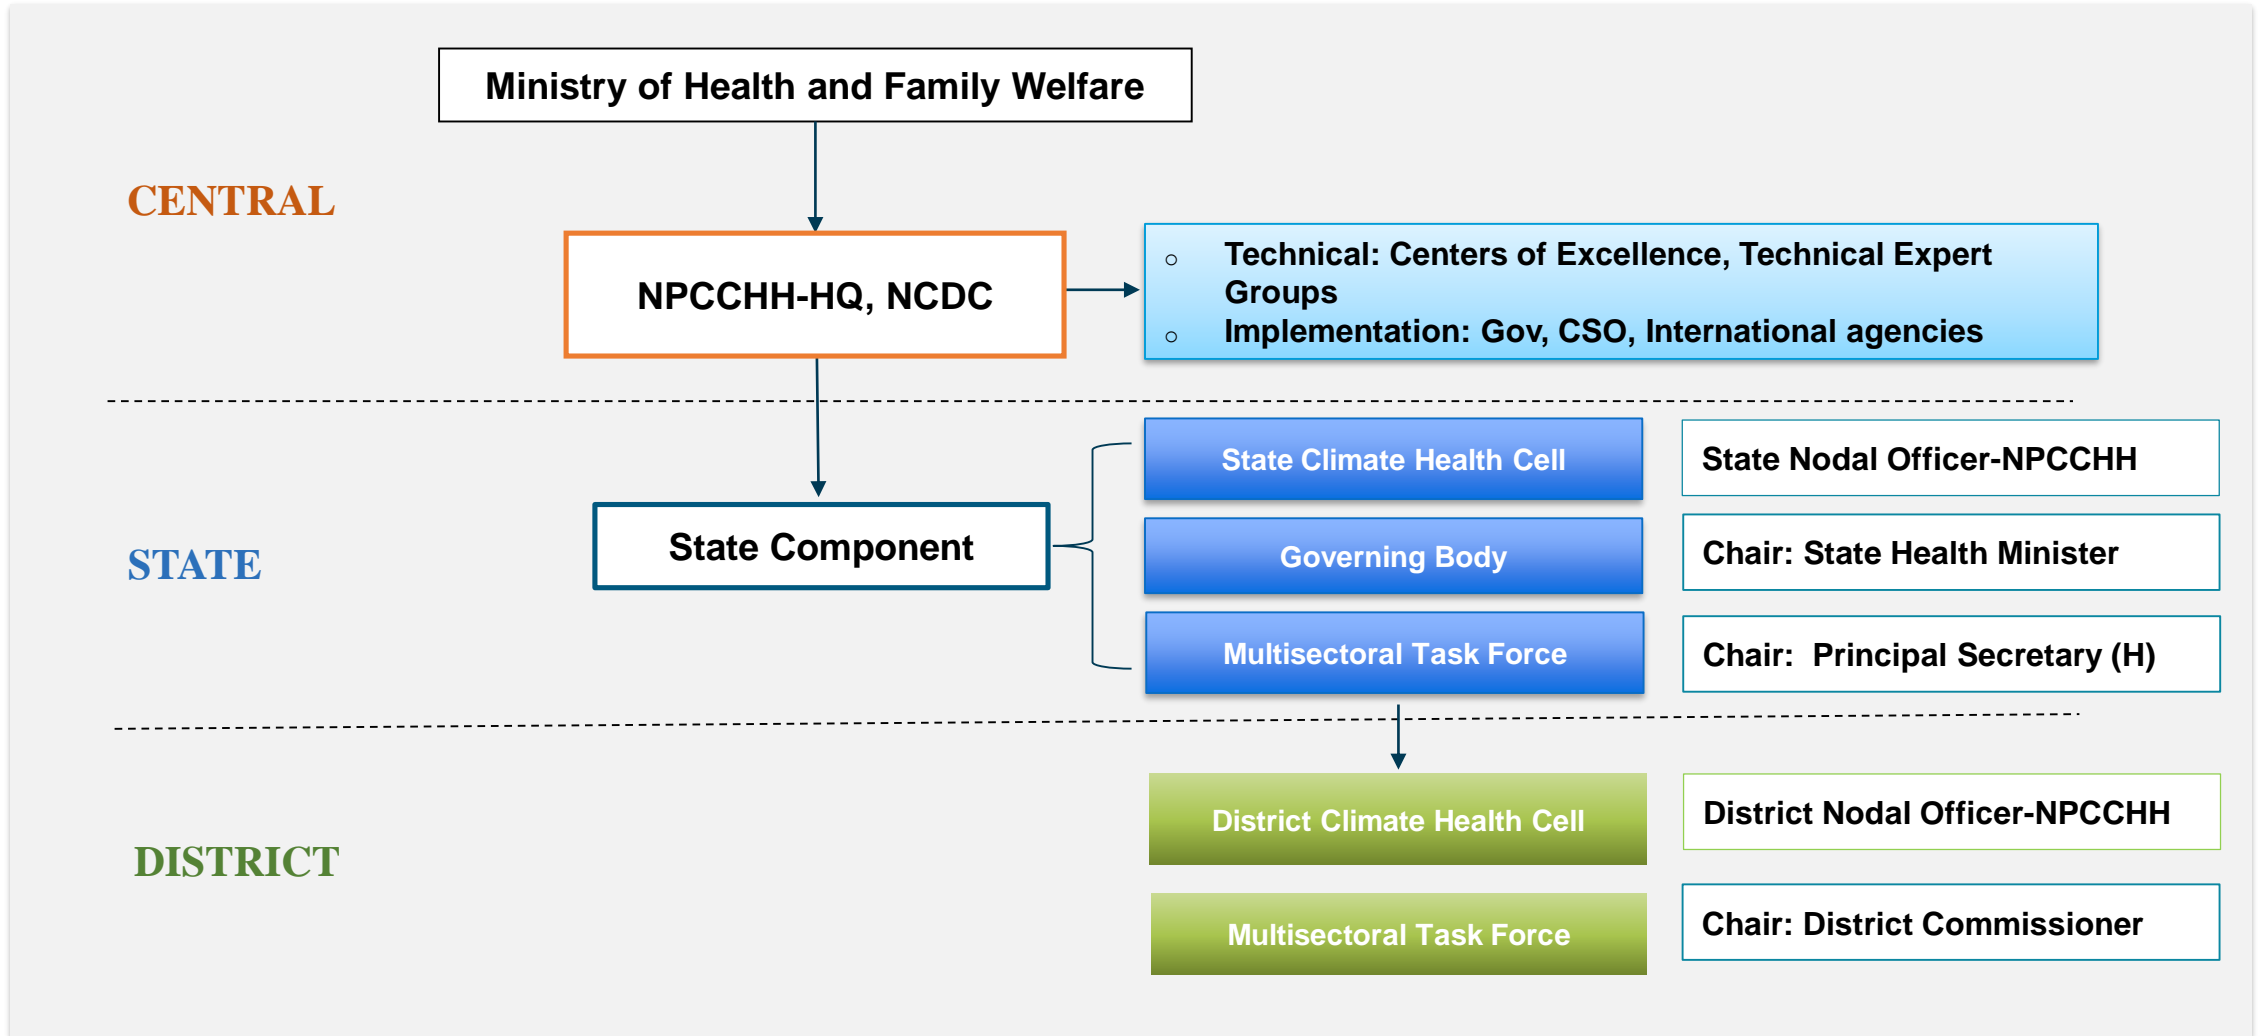 Ministry of Health and Family Welfare
CENTRAL
NPCCHH-HQ, NCDC
Technical: Centers of Excellence, Technical Expert
Groups
Implementation: Gov, CSO, International agencies
STATE
State Component
State Climate Health Cell
State Nodal Officer-NPCCHH
Governing Body
Chair: State Health Minister
Multisectoral Task Force
Chair: Principal Secretary (H)
DISTRICT
District Climate Health Cell
District Nodal Officer-NPCCHH
Multisectoral Task Force
Chair: District Commissioner